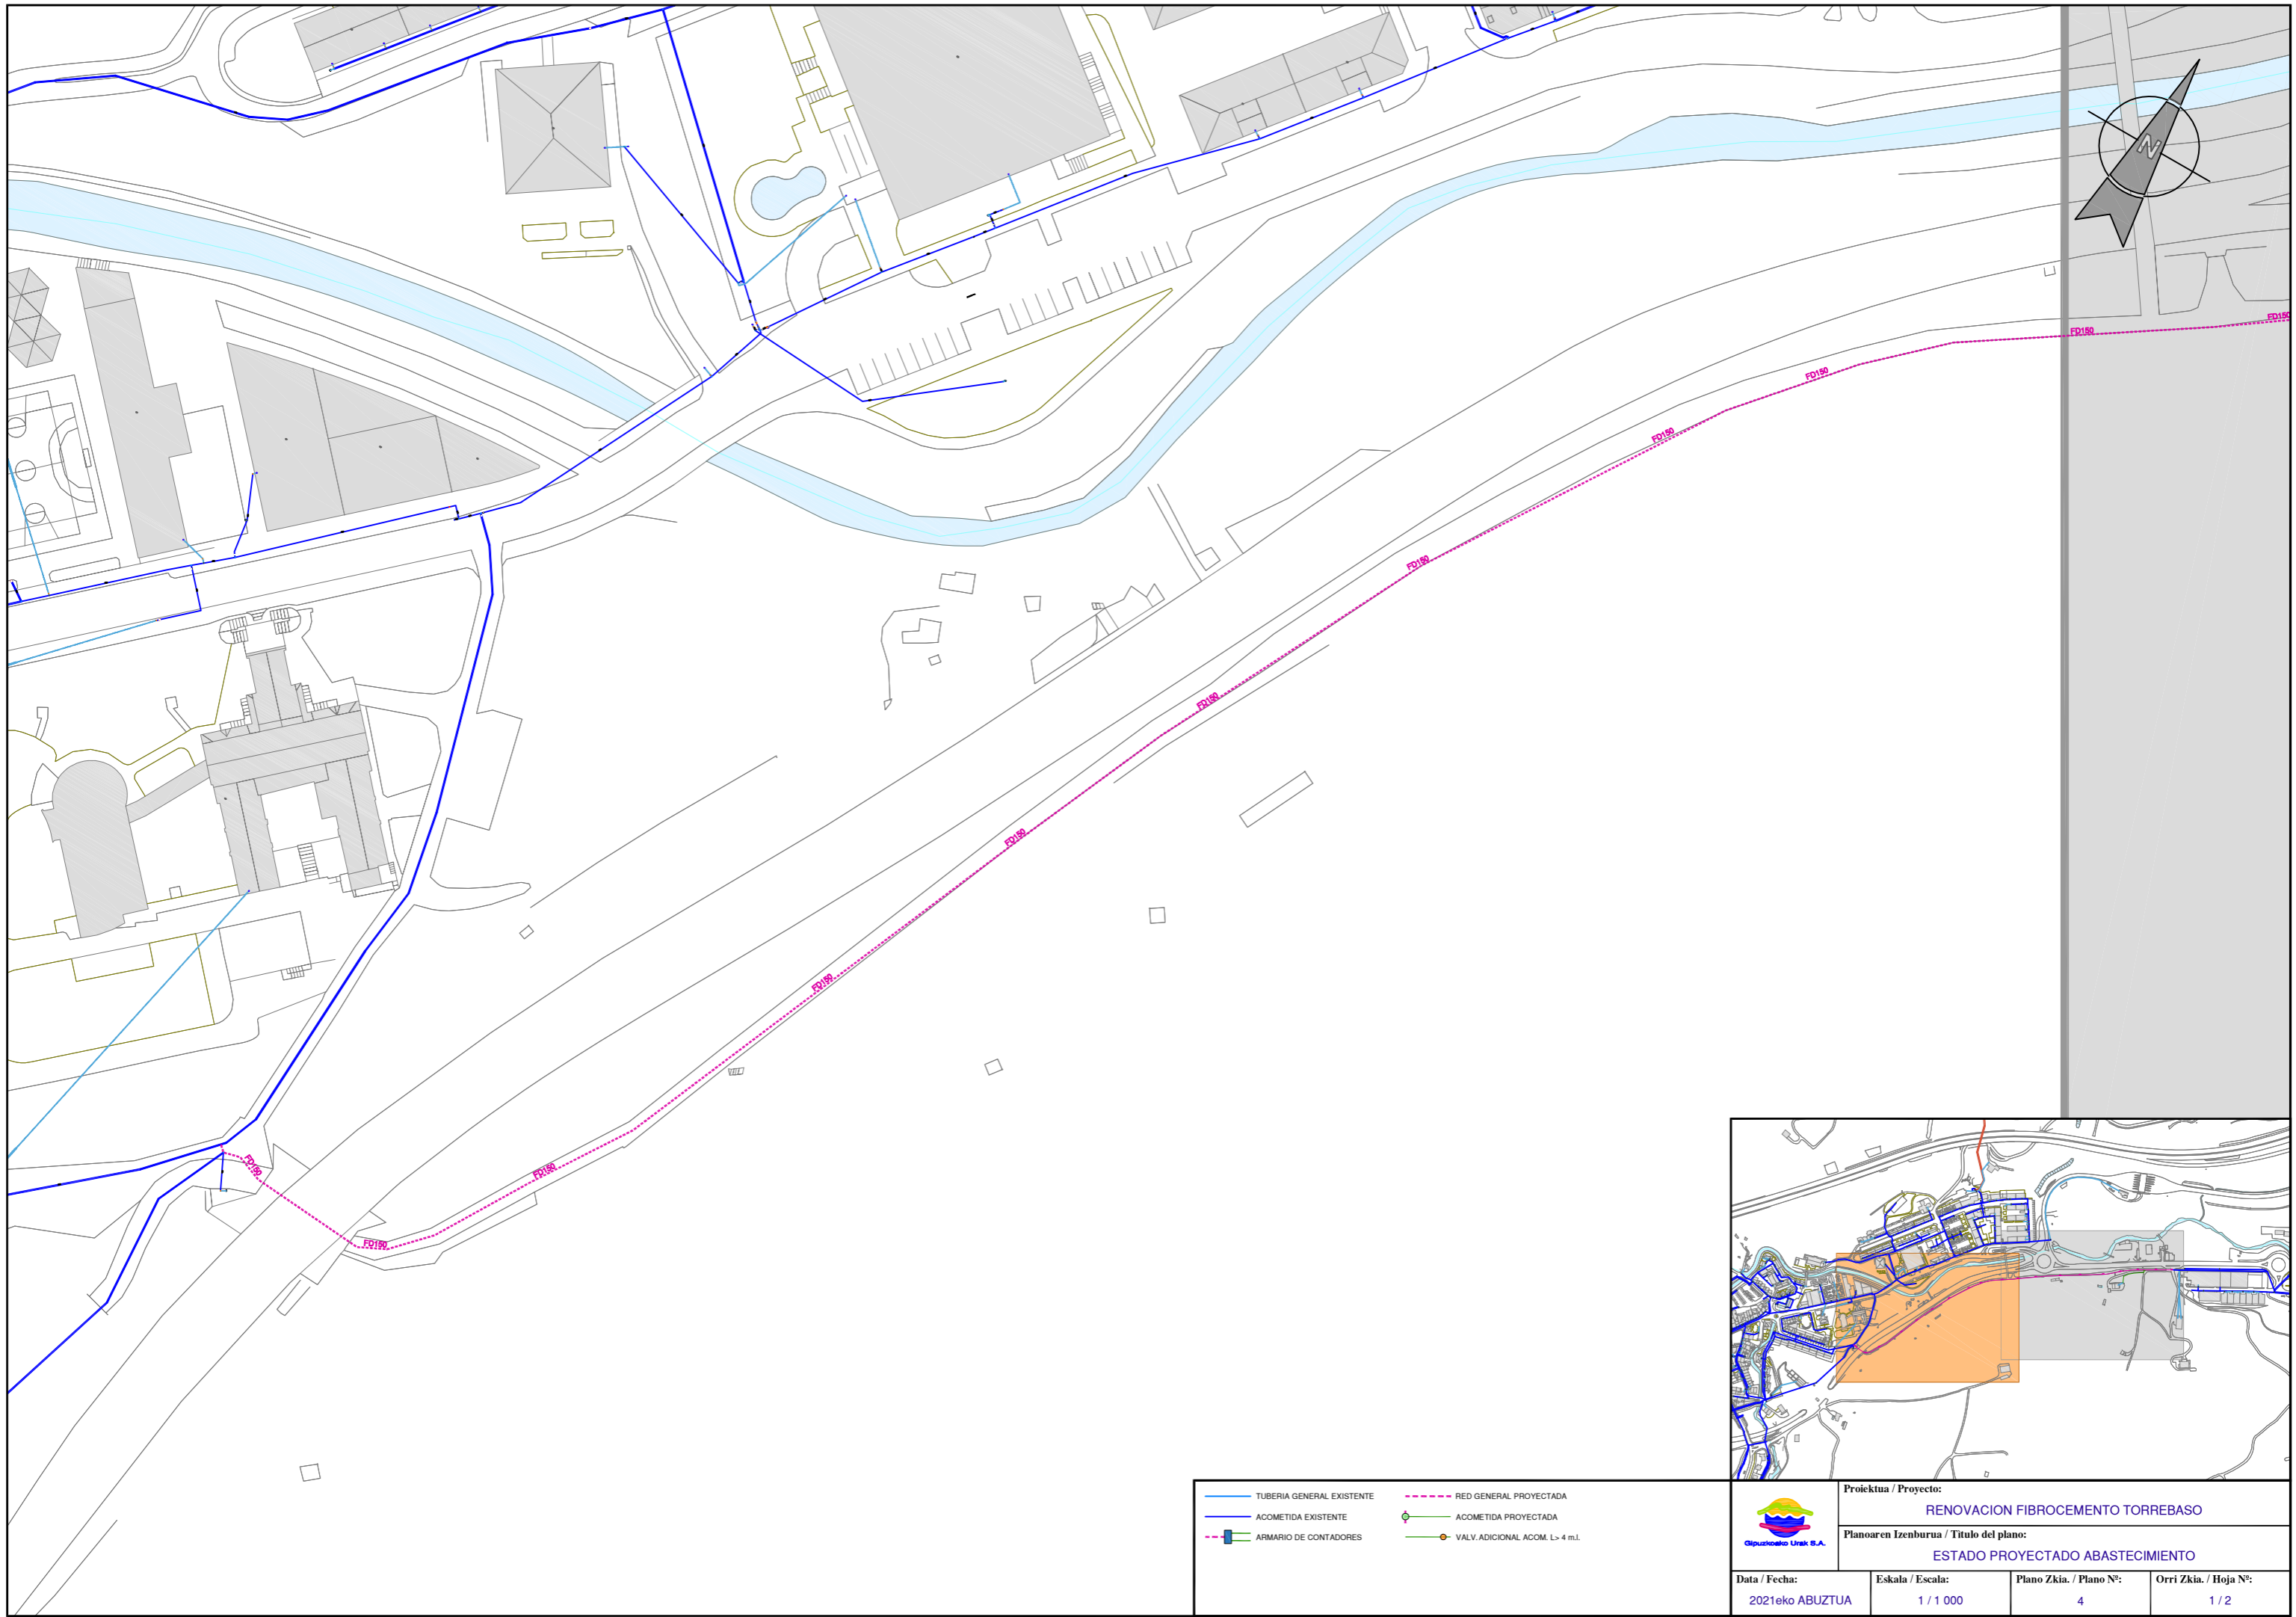 N
FD150
FD150
FD150
FD150
FD150
FD150
FD150
FD150
FD150
FD150
FD150
TUBERIA GENERAL EXISTENTE
RED GENERAL PROYECTADA
ACOMETIDA EXISTENTE
ACOMETIDA PROYECTADA
ARMARIO DE CONTADORES
VALV. ADICIONAL ACOM. L> 4 m.l.
Gipuzkoako Urak S.A.
Proiektua / Proyecto:
RENOVACION FIBROCEMENTO TORREBASO
Planoaren Izenburua / Titulo del plano:
ESTADO PROYECTADO ABASTECIMIENTO
Data / Fecha:
2021eko ABUZTUA
Eskala / Escala:
1 / 1 000
Plano Zkia. / Plano Nº:
4
Orri Zkia. / Hoja Nº:
1 / 2